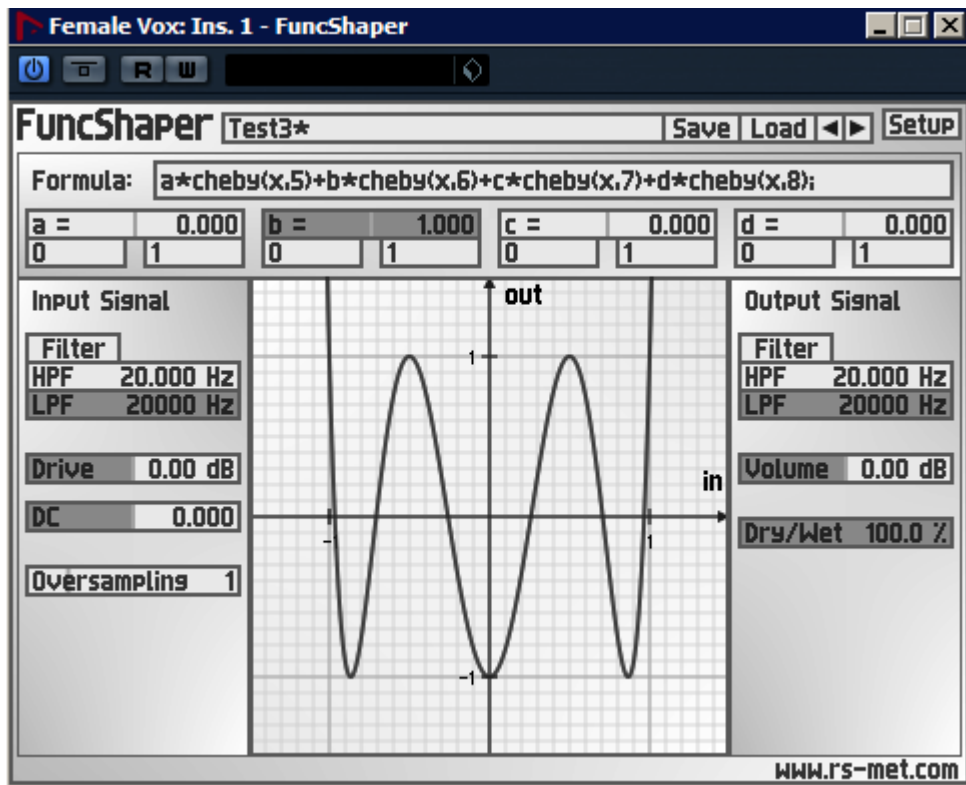 Female Vox: Ins. 1 - FuncShaper
R W
FuncShaper Test3* Save Load Setup
Formula: a*cheby(x,5)+b*cheby(x,6)+c*cheby(x,7)+d*cheby(x,8);
a = 0.000 b = 1.000 c = 0.000 d = 0.000
0 1 0 1 0 1 0 1
Input Signal
Filter
HPF 20.000 Hz
LPF 20000 Hz
Drive 0.00 dB
DC 0.000
Oversampling 1
out
1
in
-1
1
-1
Output Signal
Filter
HPF 20.000 Hz
LPF 20000 Hz
Volume 0.00 dB
Dry/Wet 100.0 %
www.rs-met.com